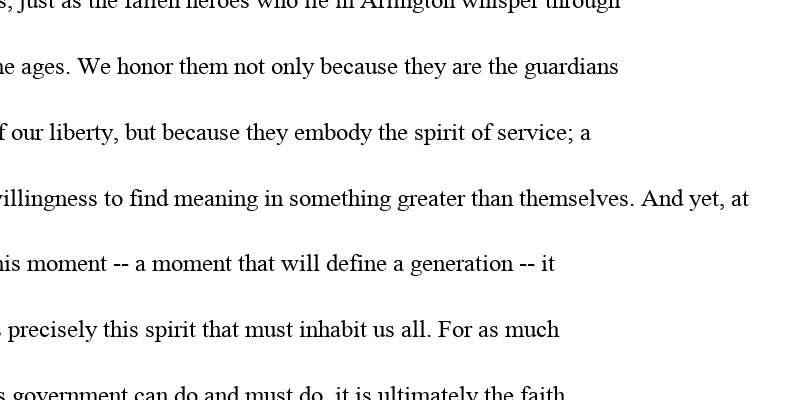 just as the fallen heroes who lie in Arlington whisper through
ages. We honor them not only because they are the guardians
our liberty, but because they embody the spirit of service; a
willingness to find meaning in something greater than themselves. And yet, at
moment -- a moment that will define a generation -- it
precisely this spirit that must inhabit us all. For as much
government can do and must do, it is ultimately the faith